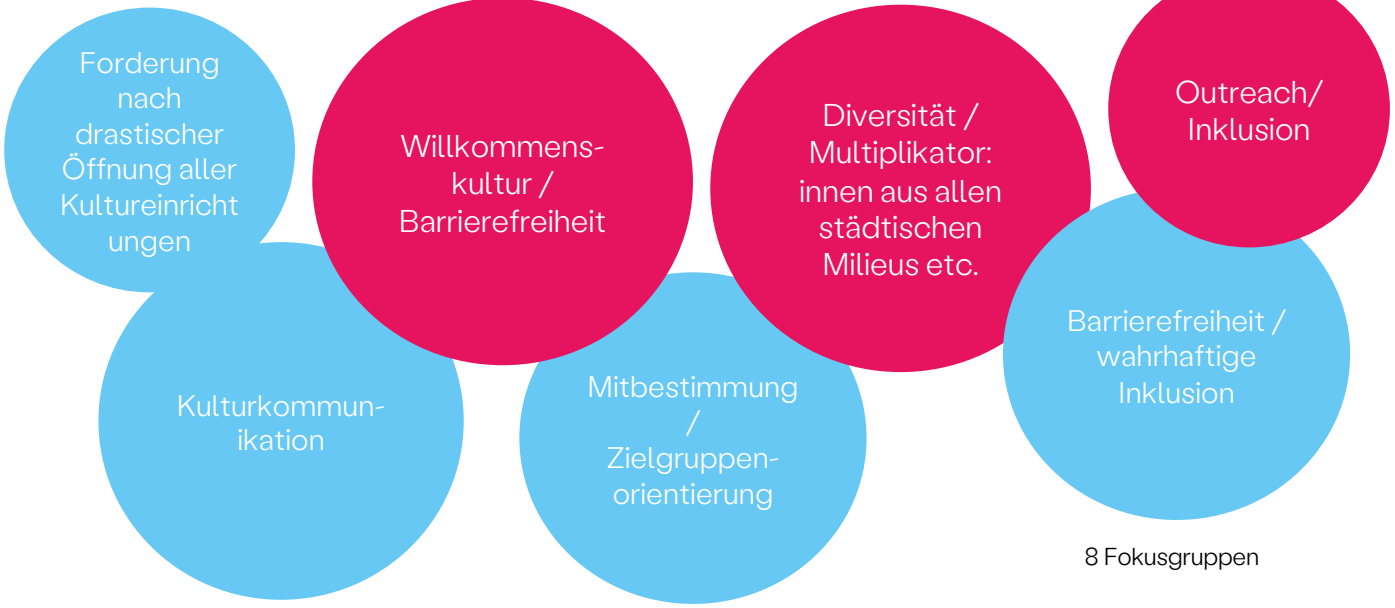 Forderung
nach
drastischer
Öffnung aller
Kultureinricht
ungen
Willkommens-
kultur /
Barrierefreiheit
Diversität /
Multiplikator:
innen aus allen
städtischen
Milieus etc.
Outreach/
Inklusion
Kulturkommun-
ikation
Mitbestimmung
/
Zielgruppen-
orientierung
Barrierefreiheit /
wahrhaftige
Inklusion
8 Fokusgruppen